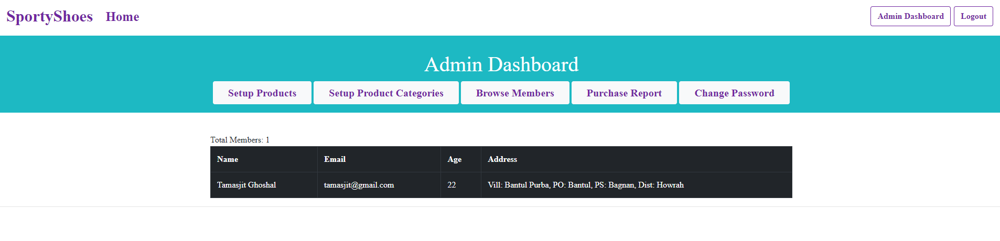 SportyShoes Home Admin Dashboard Logout
Admin Dashboard
Setup Products Setup Product Categories Browse Members Purchase Report Change Password
Total Members: 1
Name Email Age Address
Tamasjit Ghoshal tamasjit@gmail.com 22 Vill: Bantul Purba, PO: Bantul, PS: Bagnan, Dist: Howrah